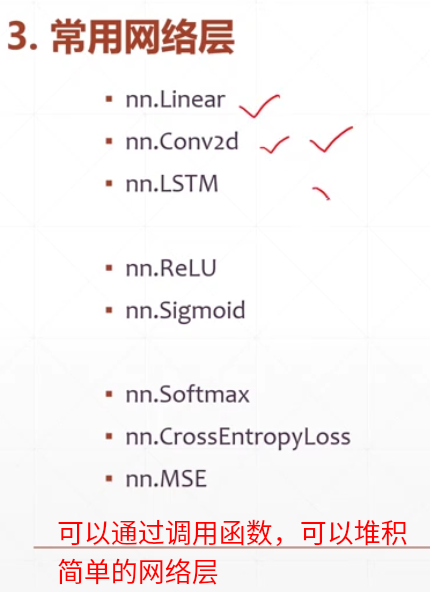 3. 常用网络层
▪ nn.Linear
▪ nn.Conv2d
▪ nn.LSTM
▪ nn.ReLU
▪ nn.Sigmoid
▪ nn.Softmax
▪ nn.CrossEntropyLoss
▪ nn.MSE
可以通过调用函数，可以堆积
简单的网络层